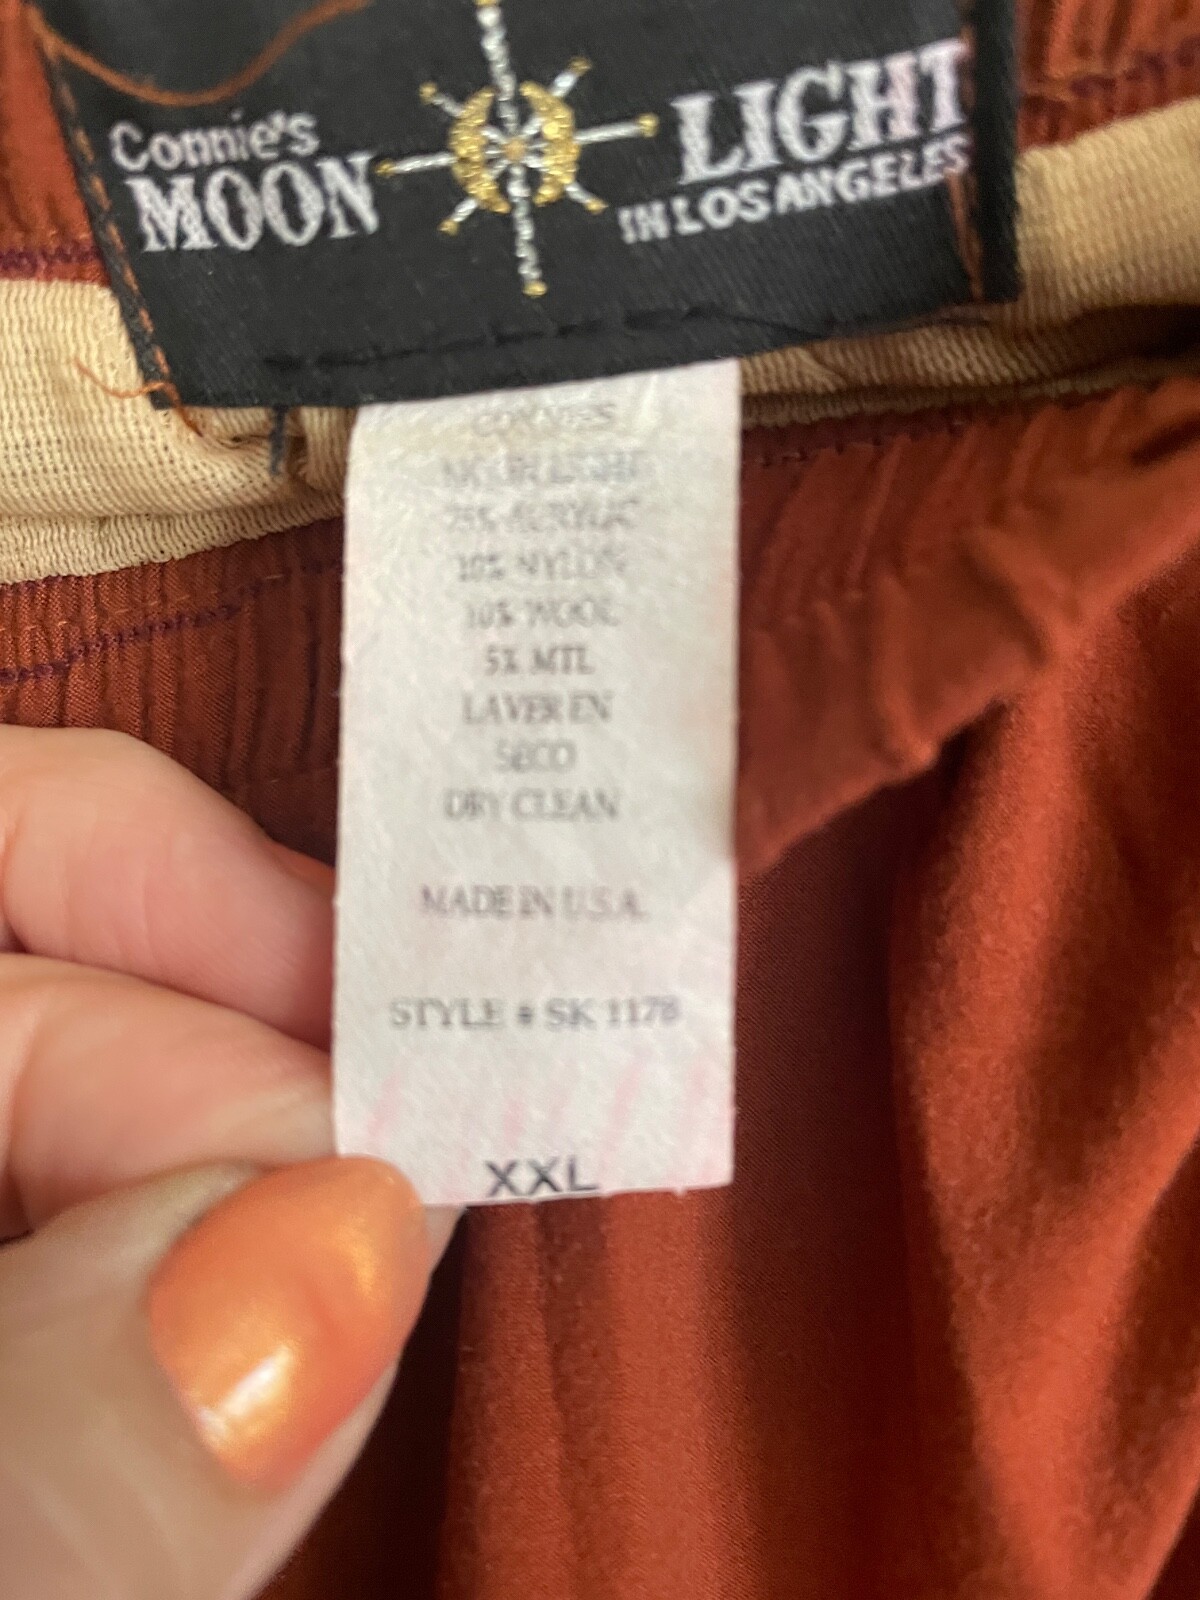 Connie's
MOON LIGHT
IN LOS ANGELES
CONNIE'S
MOON LIGHT
75% ACRYLIC
10% NYLON
10% WOOL
5% MTL
LAVER EN
SECO
DRY CLEAN
MADE IN U.S.A.
STYLE # SK 1178
XXL